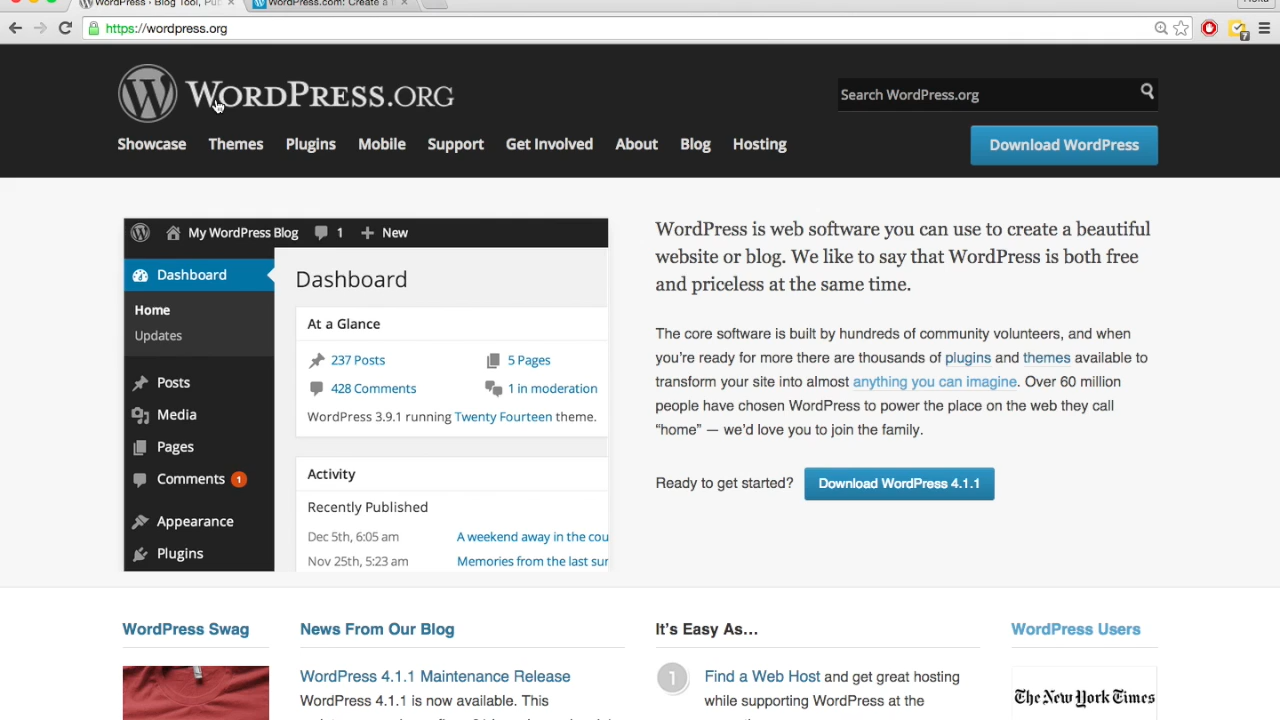 WordPress › Blog Tool, Pu
WordPress.com: Create a
https://wordpress.org
7
WORDPRESS.ORG
Search WordPress.org
Showcase Themes Plugins Mobile Support Get Involved About Blog Hosting
Download WordPress
My WordPress Blog 1 New
Dashboard
Home
Updates
Posts
Media
Pages
Comments 1
Appearance
Plugins
Dashboard
At a Glance
237 Posts 5 Pages
428 Comments 1 in moderation
WordPress 3.9.1 running Twenty Fourteen theme.
Activity
Recently Published
Dec 5th, 6:05 am A weekend away in the cou
Nov 25th, 5:23 am Memories from the last sur
WordPress is web software you can use to create a beautiful
website or blog. We like to say that WordPress is both free
and priceless at the same time.
The core software is built by hundreds of community volunteers, and when
you’re ready for more there are thousands of plugins and themes available to
transform your site into almost anything you can imagine. Over 60 million
people have chosen WordPress to power the place on the web they call
“home” — we’d love you to join the family.
Ready to get started? Download WordPress 4.1.1
WordPress Swag
News From Our Blog
WordPress 4.1.1 Maintenance Release
WordPress 4.1.1 is now available. This
It’s Easy As…
1 Find a Web Host and get great hosting
while supporting WordPress at the
WordPress Users
The New York Times